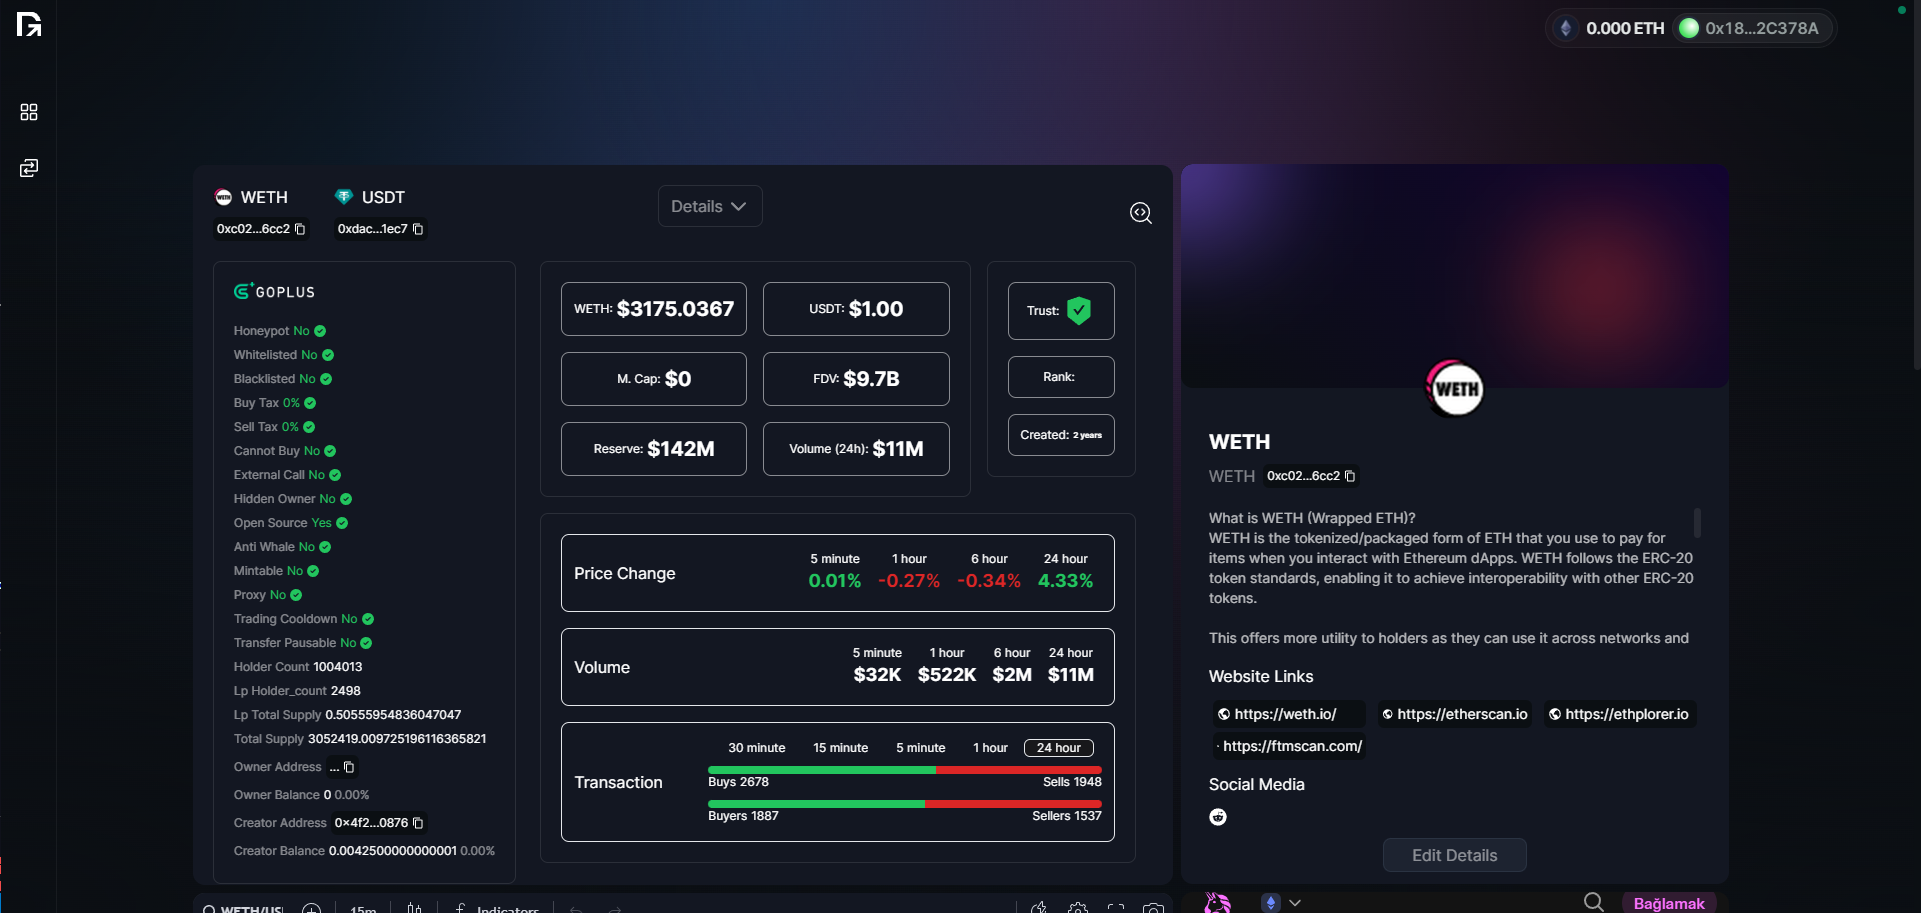 0.000 ETH
0x18...2C378A
WETH
USDT
0xc02...6cc2
0xdac...1ec7
Details
GOPLUS
Honeypot No
Whitelisted No
Blacklisted No
Buy Tax 0%
Sell Tax 0%
Cannot Buy No
External Call No
Hidden Owner No
Open Source Yes
Anti Whale No
Mintable No
Proxy No
Trading Cooldown No
Transfer Pausable No
Holder Count 1004013
Lp Holder_count 2498
Lp Total Supply 0.50555954836047047
Total Supply 3052419.009725196116365821
Owner Address ...
Owner Balance 0 0.00%
Creator Address 0x4f2...0876
Creator Balance 0.0042500000000001 0.00%
WETH: $3175.0367
USDT: $1.00
M. Cap: $0
FDV: $9.7B
Reserve: $142M
Volume (24h): $11M
Trust:
Rank:
Created: 2 years
Price Change
5 minute 1 hour 6 hour 24 hour
0.01% -0.27% -0.34% 4.33%
Volume
5 minute 1 hour 6 hour 24 hour
$32K $522K $2M $11M
Transaction
30 minute 15 minute 5 minute 1 hour 24 hour
Buys 2678 Sells 1948
Buyers 1887 Sellers 1537
WETH
WETH
WETH 0xc02...6cc2
What is WETH (Wrapped ETH)?
WETH is the tokenized/packaged form of ETH that you use to pay for
items when you interact with Ethereum dApps. WETH follows the ERC-20
token standards, enabling it to achieve interoperability with other ERC-20
tokens.
This offers more utility to holders as they can use it across networks and
Website Links
https://weth.io/
https://etherscan.io
https://ethplorer.io
https://ftmscan.com/
Social Media
Edit Details
WETH/US
15m
Indicators
Bağlamak